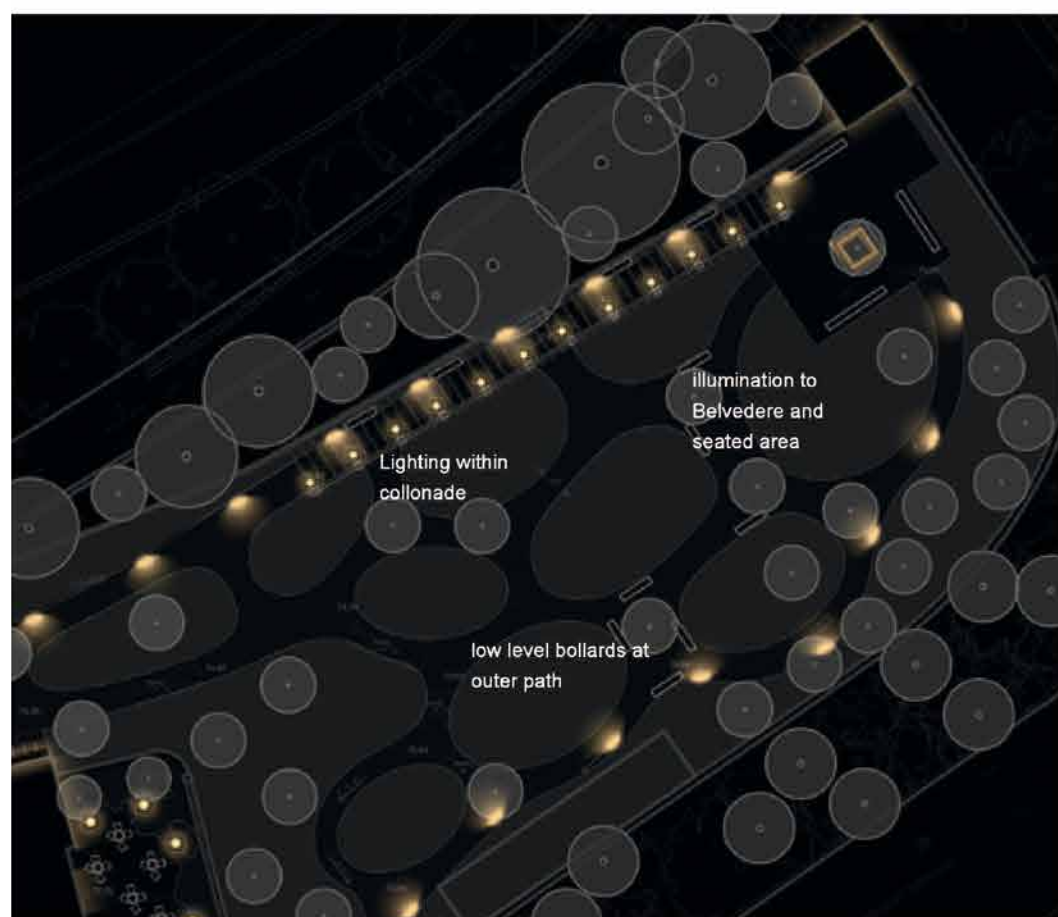 illumination to
Belvedere and
seated area
Lighting within
collonade
low level bollards at
outer path